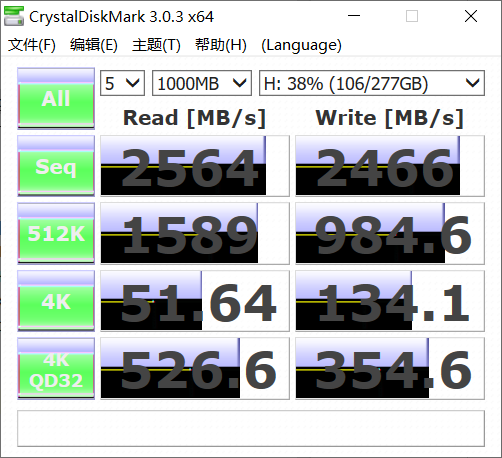 CrystalDiskMark 3.0.3 x64
文件(F) 编辑(E) 主题(T) 帮助(H) (Language)
All 5 1000MB H: 38% (106/277GB)
Read [MB/s] Write [MB/s]
Seq 2564 2466
512K 1589 984.6
4K 51.64 134.1
4K QD32 526.6 354.6